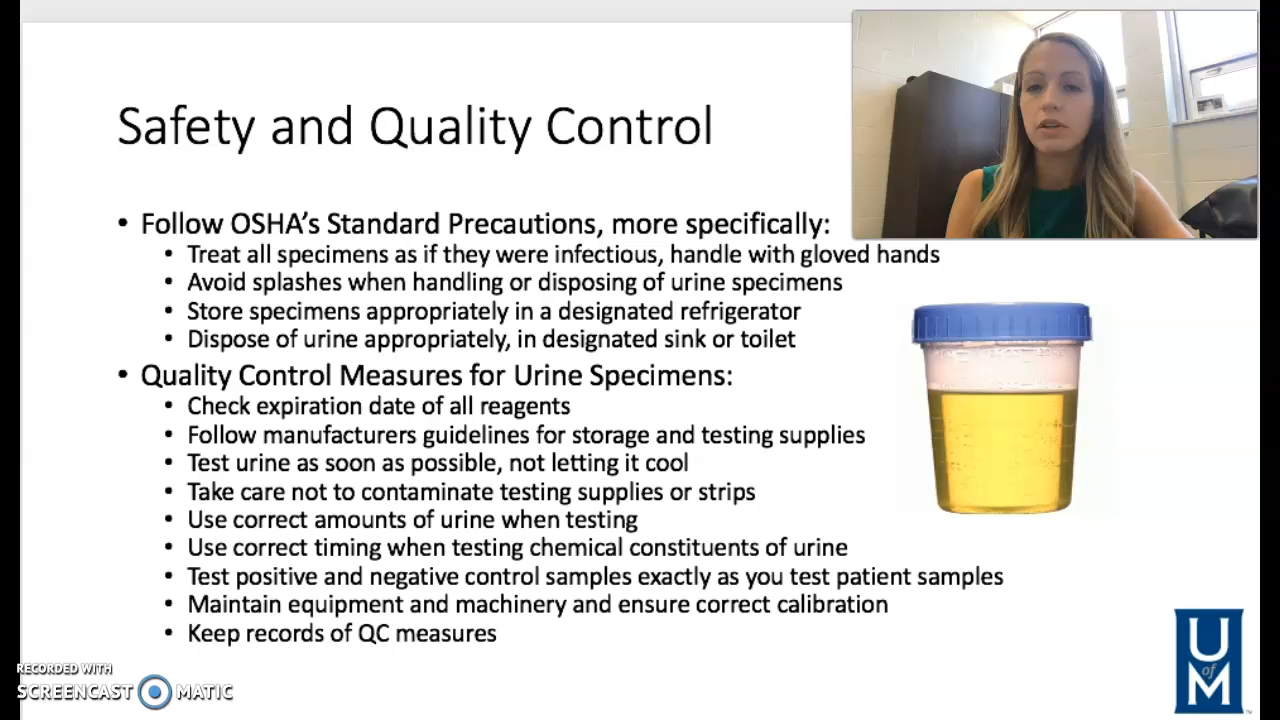 Safety and Quality Control
• Follow OSHA's Standard Precautions, more specifically:
• Treat all specimens as if they were infectious, handle with gloved hands
• Avoid splashes when handling or disposing of urine specimens
• Store specimens appropriately in a designated refrigerator
• Dispose of urine appropriately, in designated sink or toilet
• Quality Control Measures for Urine Specimens:
• Check expiration date of all reagents
• Follow manufacturers guidelines for storage and testing supplies
• Test urine as soon as possible, not letting it cool
• Take care not to contaminate testing supplies or strips
• Use correct amounts of urine when testing
• Use correct timing when testing chemical constituents of urine
• Test positive and negative control samples exactly as you test patient samples
• Maintain equipment and machinery and ensure correct calibration
• Keep records of QC measures
RECORDED WITH
SCREENCAST MATIC
U
of
M
™